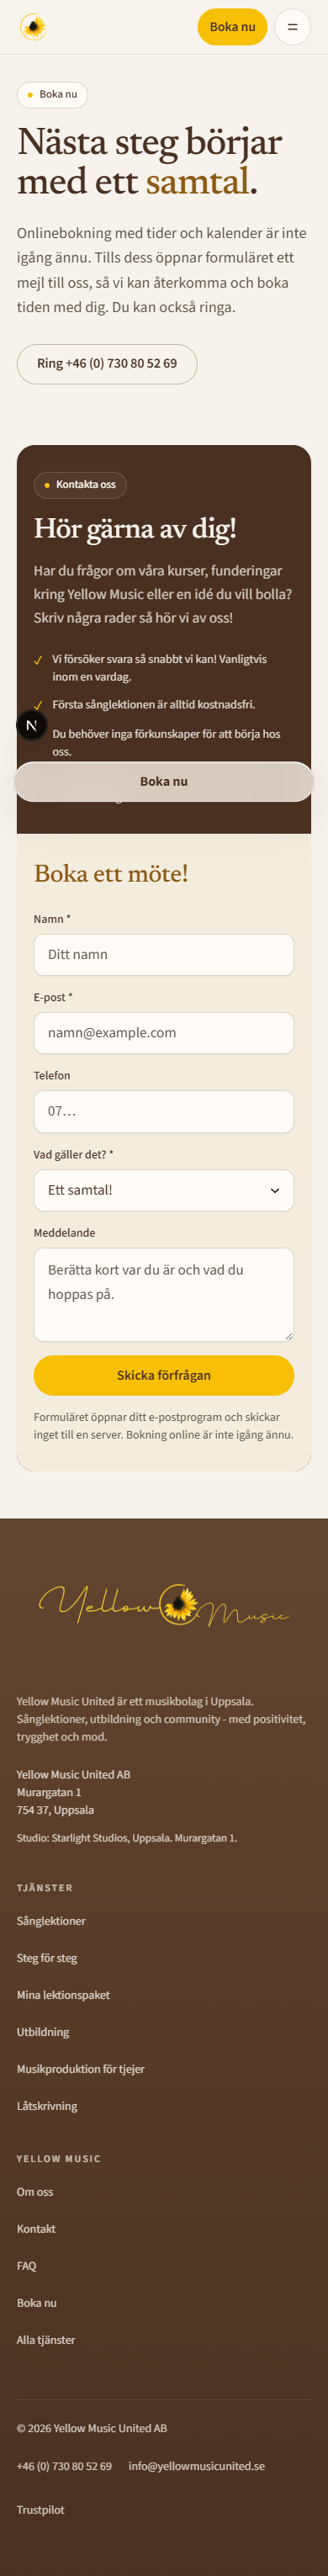 Boka nu
Boka nu
Nästa steg börjar
med ett samtal.
Onlinebokning med tider och kalender är inte
igång ännu. Tills dess öppnar formuläret ett
mejl till oss, så vi kan återkomma och boka
tiden med dig. Du kan också ringa.
Ring +46 (0) 730 80 52 69
Kontakta oss
Hör gärna av dig!
Har du frågor om våra kurser, funderingar
kring Yellow Music eller en idé du vill bolla?
Skriv några rader så hör vi av oss!
Vi försöker svara så snabbt vi kan! Vanligtvis
inom en vardag.
Första sånglektionen är alltid kostnadsfri.
N
Du behöver inga förkunskaper för att börja hos
oss.
Boka nu
Boka ett möte!
Namn *
Ditt namn
E-post *
namn@example.com
Telefon
07…
Vad gäller det? *
Ett samtal!
Meddelande
Berätta kort var du är och vad du
hoppas på.
Skicka förfrågan
Formuläret öppnar ditt e-postprogram och skickar
inget till en server. Bokning online är inte igång ännu.
Yellow Music
Yellow Music United är ett musikbolag i Uppsala.
Sånglektioner, utbildning och community - med positivitet,
trygghet och mod.
Yellow Music United AB
Murargatan 1
754 37, Uppsala
Studio: Starlight Studios, Uppsala. Murargatan 1.
TJÄNSTER
Sånglektioner
Steg för steg
Mina lektionspaket
Utbildning
Musikproduktion för tjejer
Låtskrivning
YELLOW MUSIC
Om oss
Kontakt
FAQ
Boka nu
Alla tjänster
© 2026 Yellow Music United AB
+46 (0) 730 80 52 69 info@yellowmusicunited.se
Trustpilot